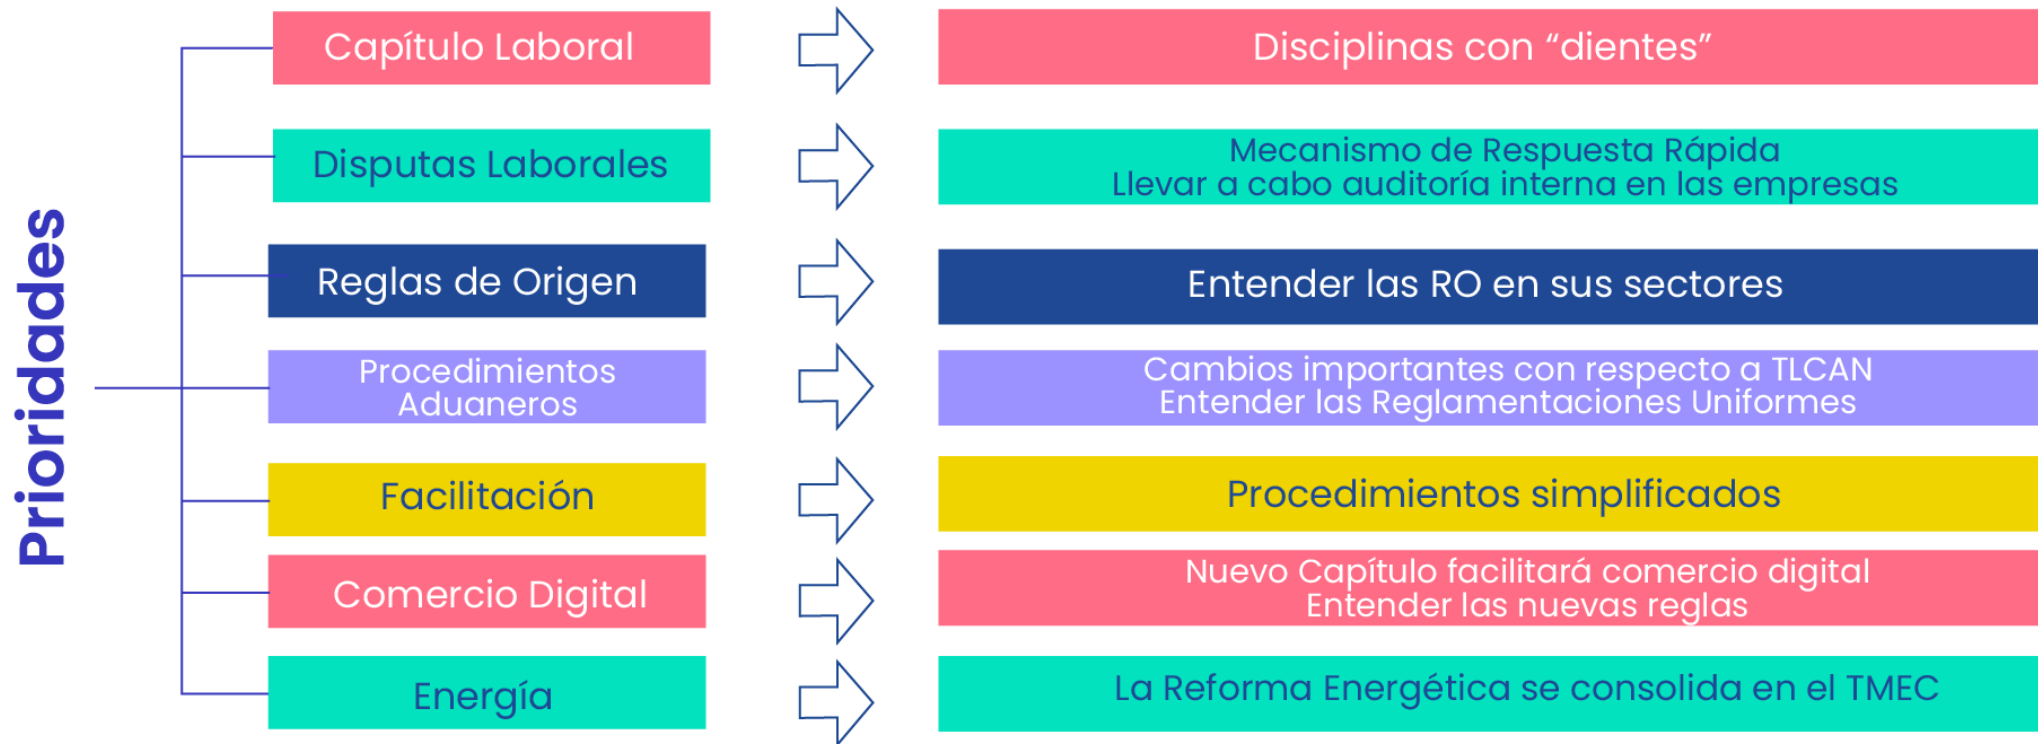 Prioridades
Capítulo Laboral
Disciplinas con “dientes”
Disputas Laborales
Mecanismo de Respuesta Rápida
Llevar a cabo auditoría interna en las empresas
Reglas de Origen
Entender las RO en sus sectores
Procedimientos
Aduaneros
Cambios importantes con respecto a TLCAN
Entender las Reglamentaciones Uniformes
Facilitación
Procedimientos simplificados
Comercio Digital
Nuevo Capítulo facilitará comercio digital
Entender las nuevas reglas
Energía
La Reforma Energética se consolida en el TMEC